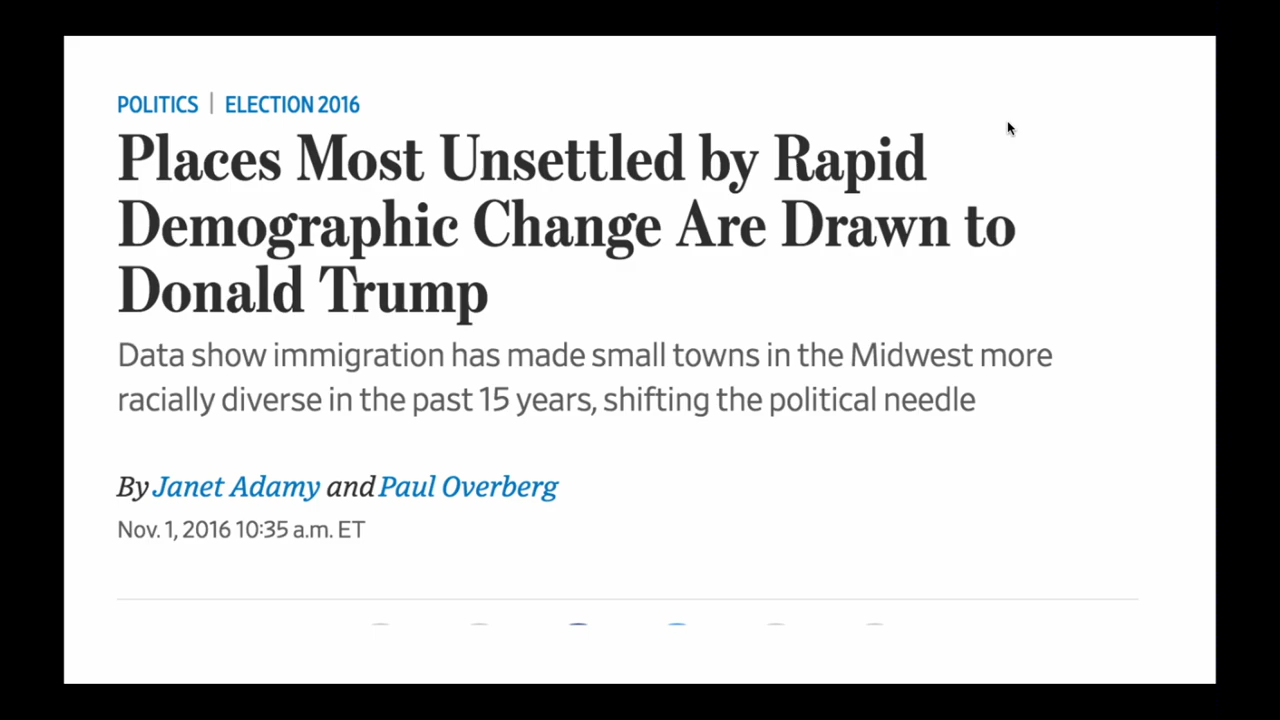 POLITICS | ELECTION 2016
Places Most Unsettled by Rapid
Demographic Change Are Drawn to
Donald Trump
Data show immigration has made small towns in the Midwest more
racially diverse in the past 15 years, shifting the political needle
By Janet Adamy and Paul Overberg
Nov. 1, 2016 10:35 a.m. ET